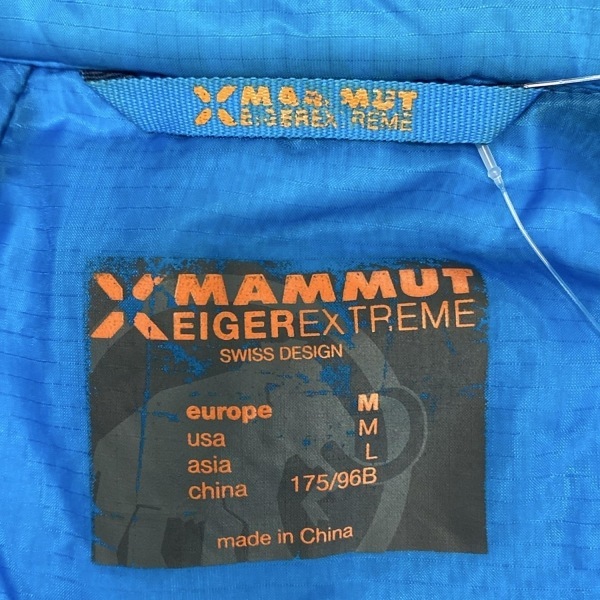 MAMMUT
EIGEREXTREME
MAMMUT
EIGEREXTREME
SWISS DESIGN
europe M
usa M
asia L
china 175/96B
made in China